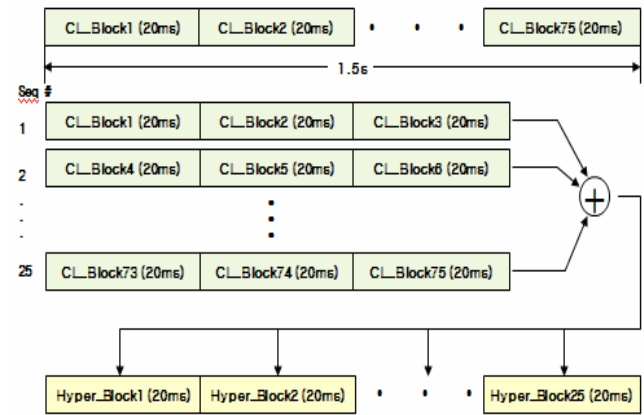 CL_Block1 (20ms) CL_Block2 (20ms) • • • CL_Block75 (20ms)
1.5s
Seq #
1 CL_Block1 (20ms) CL_Block2 (20ms) CL_Block3 (20ms)
2 CL_Block4 (20ms) CL_Block5 (20ms) CL_Block6 (20ms)
25 CL_Block73 (20ms) CL_Block74 (20ms) CL_Block75 (20ms)
Hyper_Block1 (20ms) Hyper_Block2 (20ms) • • • Hyper_Block25 (20ms)